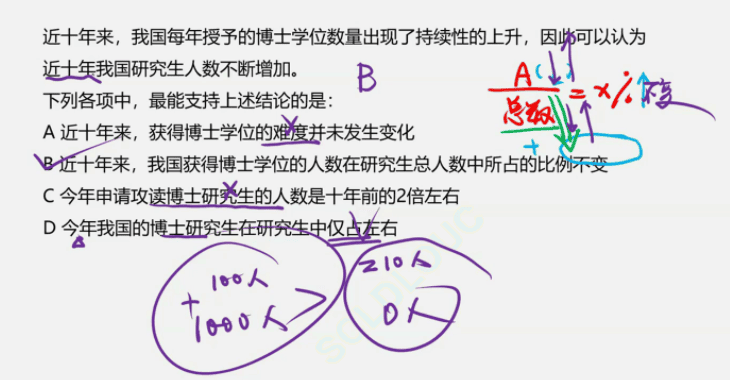 近十年来，我国每年授予的博士学位数量出现了持续性的上升，因此可以认为
近十年我国研究生人数不断增加。
B
A
总数
= x%
不变
+
下列各项中，最能支持上述结论的是：
A 近十年来，获得博士学位的难度并未发生变化
B 近十年来，我国获得博士学位的人数在研究生总人数中所占的比例不变
C 今年申请攻读博士研究生的人数是十年前的2倍左右
D 今年我国的博士研究生在研究生中仅占左右
100人
+
1000人
210人
0人